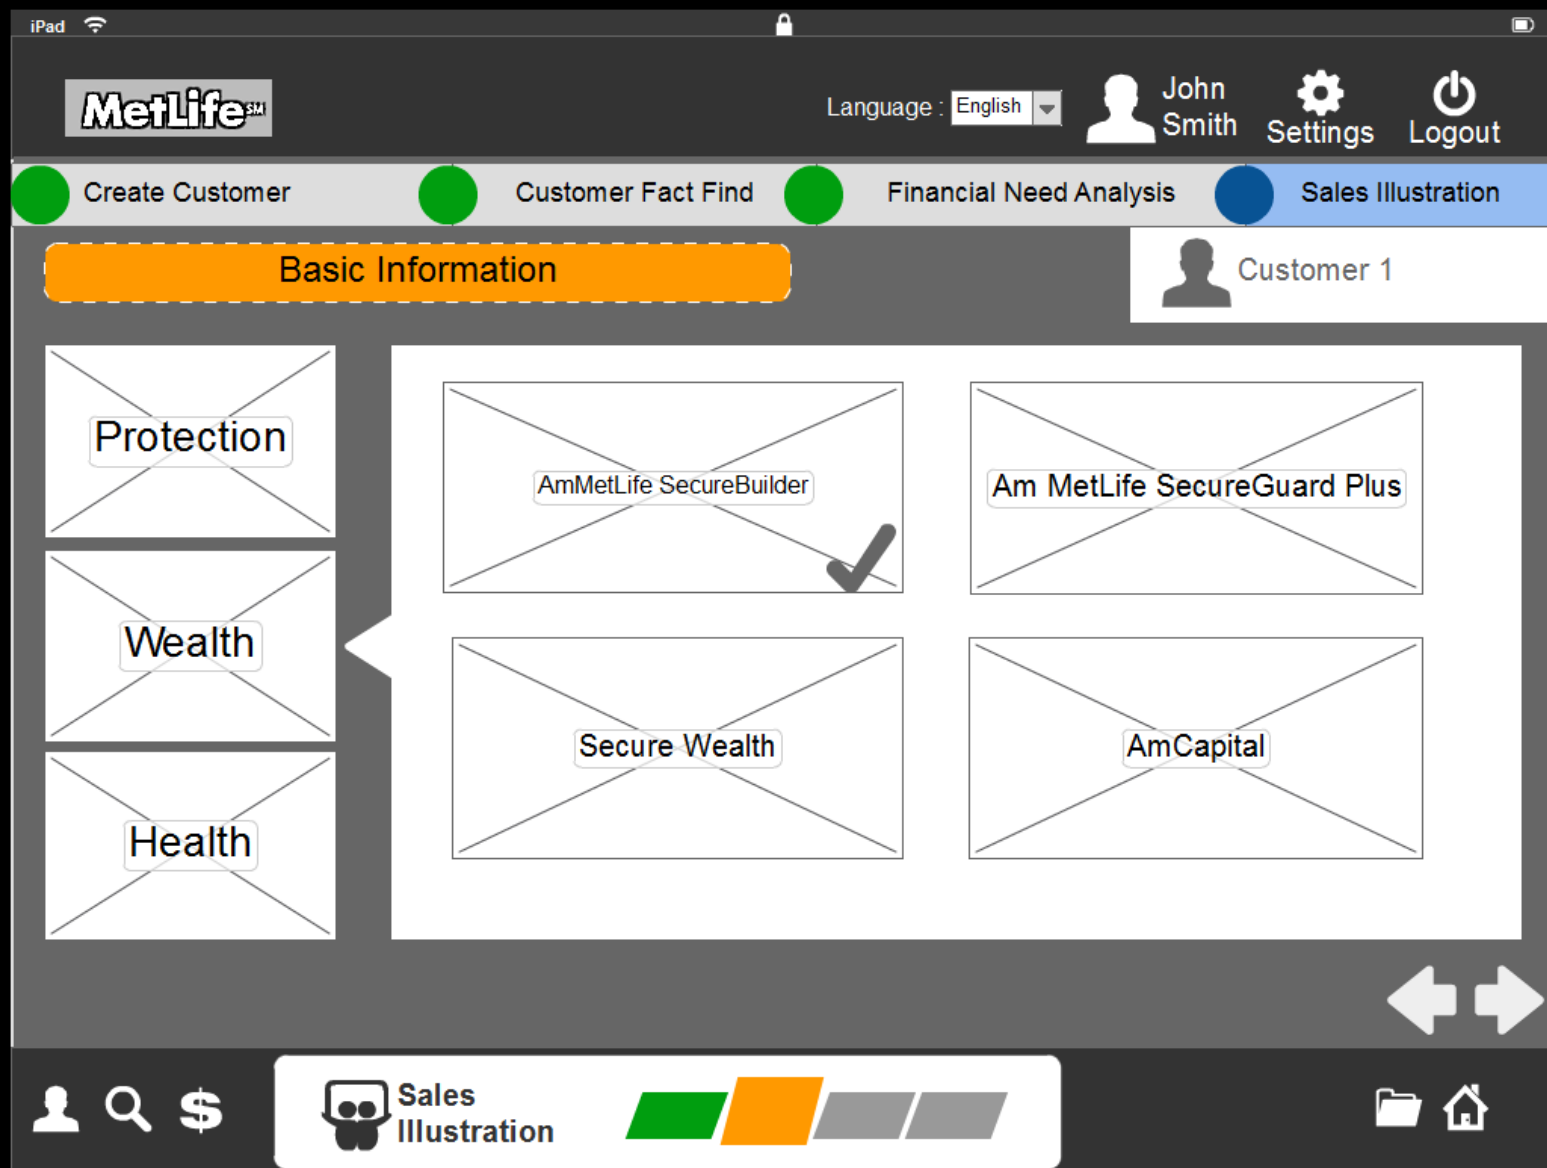 iPad
MetLife SM
Language : English
John
Smith
Settings
Logout
Create Customer
Customer Fact Find
Financial Need Analysis
Sales Illustration
Basic Information
Customer 1
Protection
Wealth
Health
AmMetLife SecureBuilder
Am MetLife SecureGuard Plus
Secure Wealth
AmCapital
$
Sales
Illustration